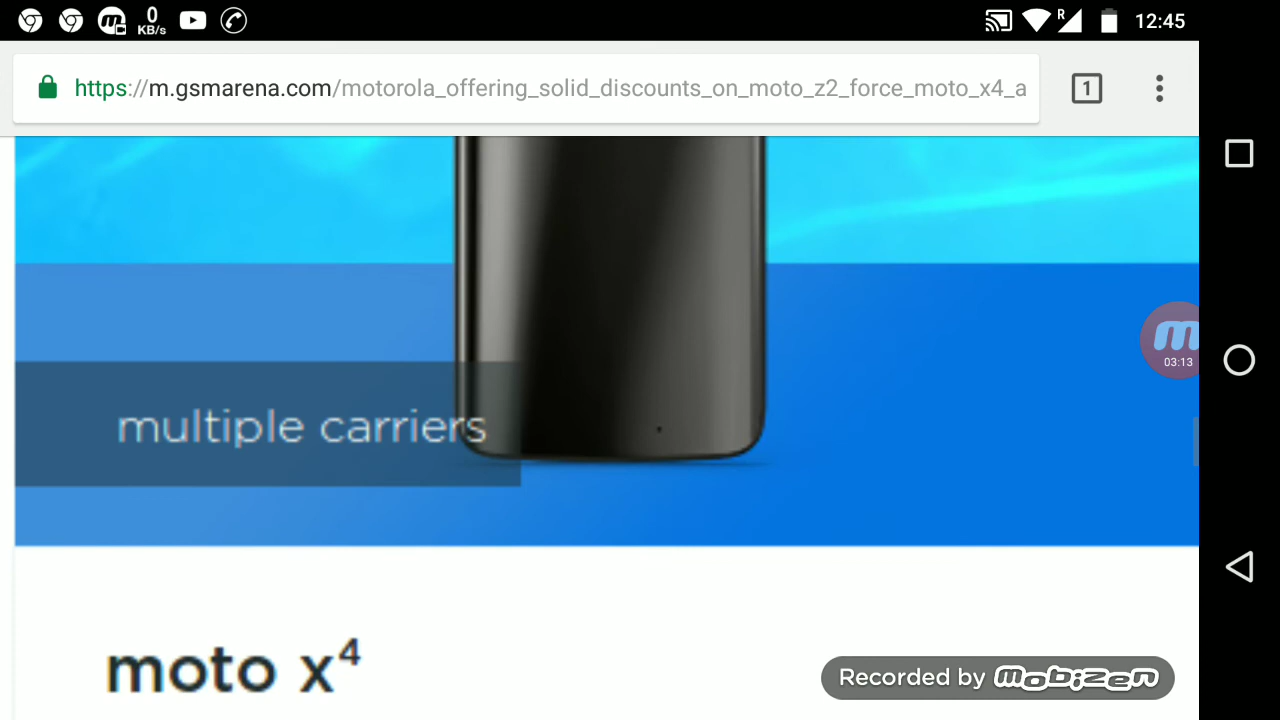 0
KB/s
R
12:45
https://m.gsmarena.com/motorola_offering_solid_discounts_on_moto_z2_force_moto_x4_a
1
m
03:13
multiple carriers
moto x⁴
Recorded by mobizen